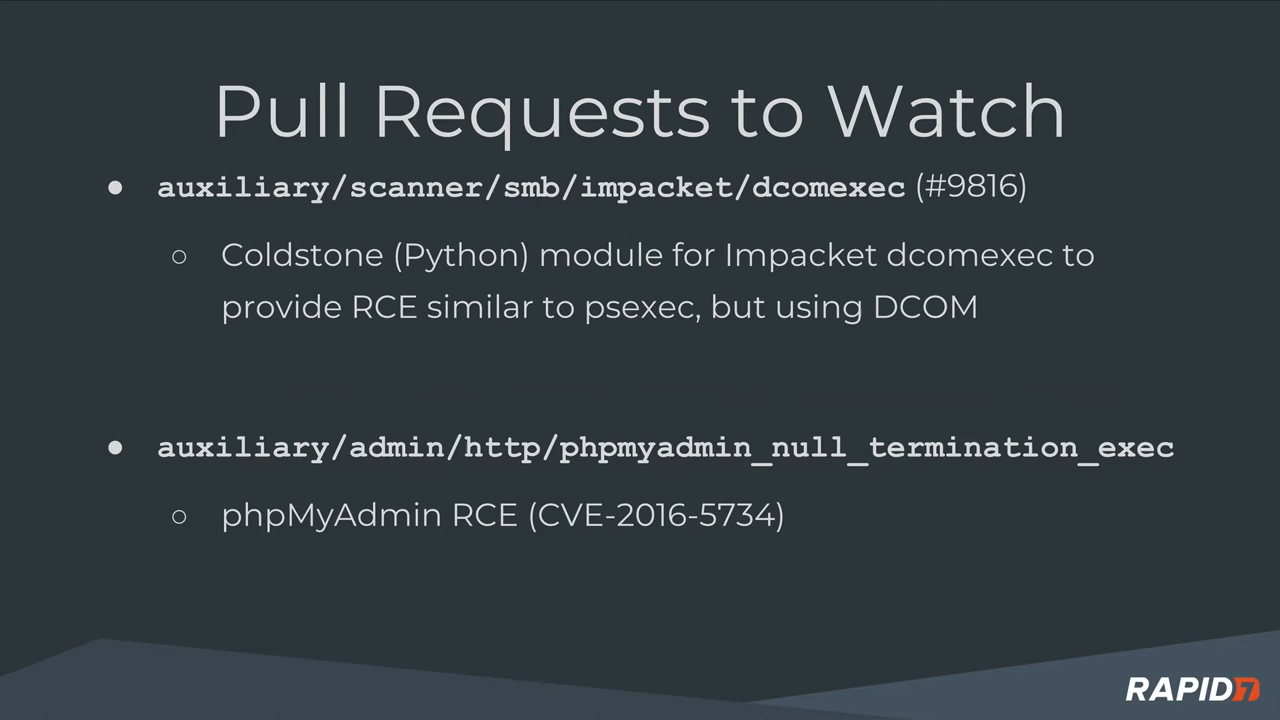 Pull Requests to Watch
● auxiliary/scanner/smb/impacket/dcomexec (#9816)
○ Coldstone (Python) module for Impacket dcomexec to
provide RCE similar to psexec, but using DCOM
● auxiliary/admin/http/phpmyadmin_null_termination_exec
○ phpMyAdmin RCE (CVE-2016-5734)
RAPID7